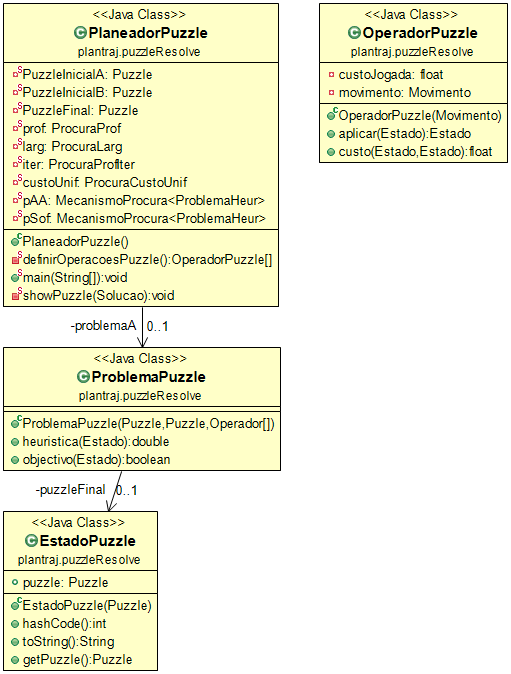 <<Java Class>>
PlaneadorPuzzle
plantraj.puzzleResolve
PuzzleInicialA: Puzzle
PuzzleInicialB: Puzzle
PuzzleFinal: Puzzle
prof: ProcuraProf
larg: ProcuraLarg
iter: ProcuraProfIter
custoUnif: ProcuraCustoUnif
pAA: MecanismoProcura<ProblemaHeur>
pSof: MecanismoProcura<ProblemaHeur>
PlaneadorPuzzle()
definirOperacoesPuzzle():OperadorPuzzle[]
main(String[]):void
showPuzzle(Solucao):void
<<Java Class>>
OperadorPuzzle
plantraj.puzzleResolve
custoJogada: float
movimento: Movimento
OperadorPuzzle(Movimento)
aplicar(Estado):Estado
custo(Estado,Estado):float
-problemaA 0..1
<<Java Class>>
ProblemaPuzzle
plantraj.puzzleResolve
ProblemaPuzzle(Puzzle,Puzzle,Operador[])
heuristica(Estado):double
objectivo(Estado):boolean
-puzzleFinal 0..1
<<Java Class>>
EstadoPuzzle
plantraj.puzzleResolve
puzzle: Puzzle
EstadoPuzzle(Puzzle)
hashCode():int
toString():String
getPuzzle():Puzzle